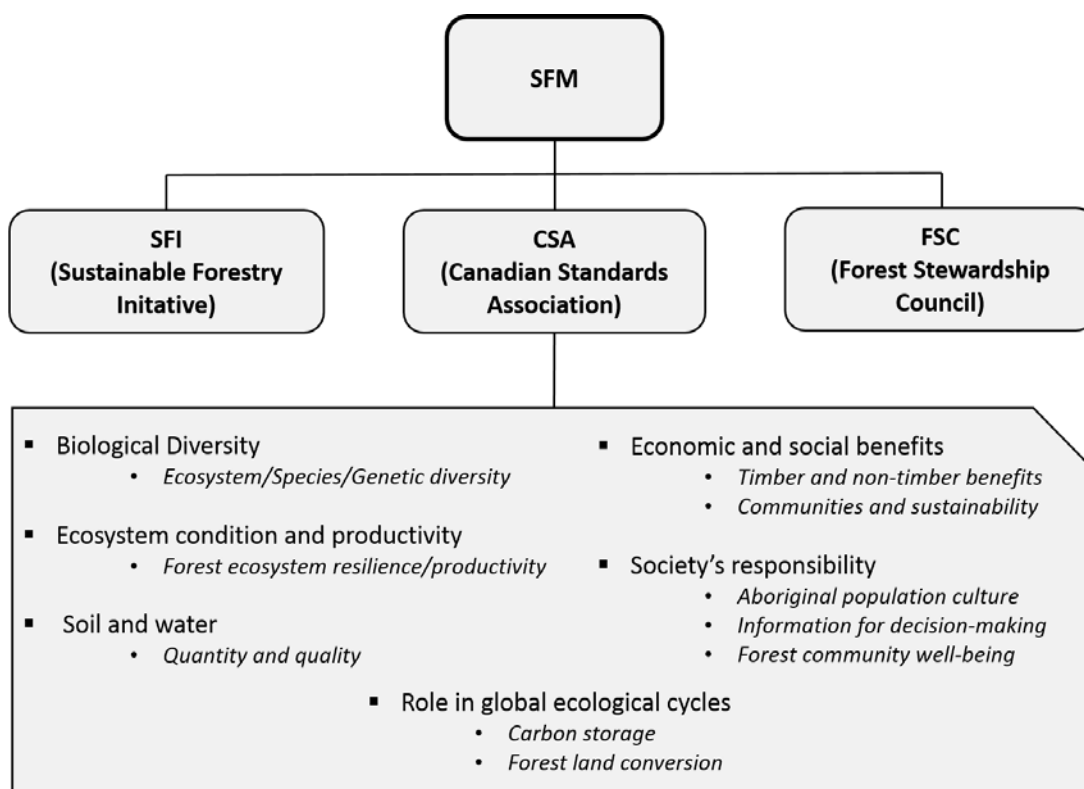 SFM
SFI
(Sustainable Forestry
Initative)
CSA
(Canadian Standards
Association)
FSC
(Forest Stewardship
Council)
▪ Biological Diversity
• Ecosystem/Species/Genetic diversity
▪ Ecosystem condition and productivity
• Forest ecosystem resilience/productivity
▪ Soil and water
• Quantity and quality
▪ Economic and social benefits
• Timber and non-timber benefits
• Communities and sustainability
▪ Society’s responsibility
• Aboriginal population culture
• Information for decision-making
• Forest community well-being
▪ Role in global ecological cycles
• Carbon storage
• Forest land conversion